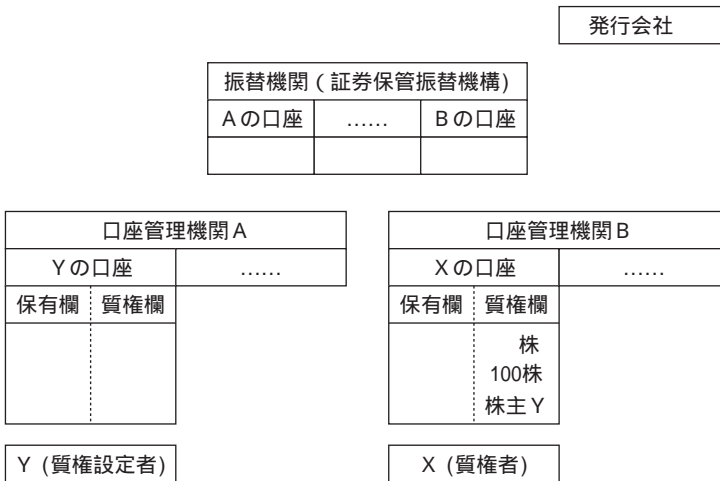 発行会社
振替機関（証券保管振替機構）
Aの口座 …… Bの口座
口座管理機関A
Yの口座 ……
保有欄 質権欄
口座管理機関B
Xの口座 ……
保有欄 質権欄
株
100株
株主Y
Y（質権設定者）
X（質権者）